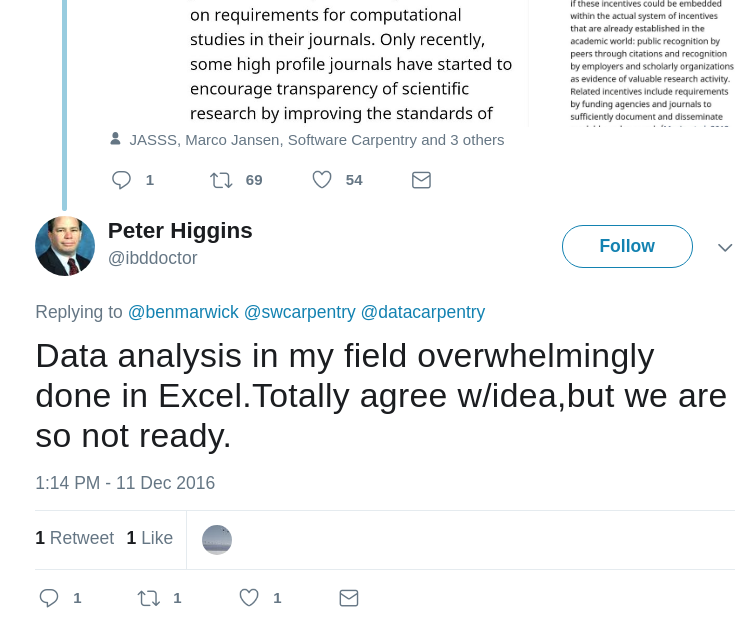 on requirements for computational
studies in their journals. Only recently,
some high profile journals have started to
encourage transparency of scientific
research by improving the standards of
if these incentives could be embedded
within the actual system of incentives
that are already established in the
academic world: public recognition by
peers through citations and recognition
by employers and scholarly organizations
as evidence of valuable research activity.
Related incentives include requirements
by funding agencies and journals to
sufficiently document and disseminate
JASSS, Marco Jansen, Software Carpentry and 3 others
1 69 54
Peter Higgins
@ibddoctor
Follow
Replying to @benmarwick @swcarpentry @datacarpentry
Data analysis in my field overwhelmingly
done in Excel.Totally agree w/idea,but we are
so not ready.
1:14 PM - 11 Dec 2016
1 Retweet 1 Like
1 1 1